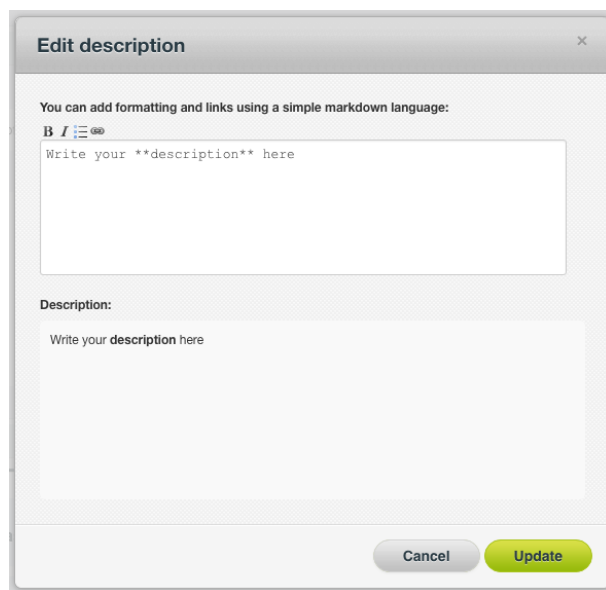 Edit description
×
You can add formatting and links using a simple markdown language:
B I
Write your **description** here
Description:
Write your description here
Cancel Update